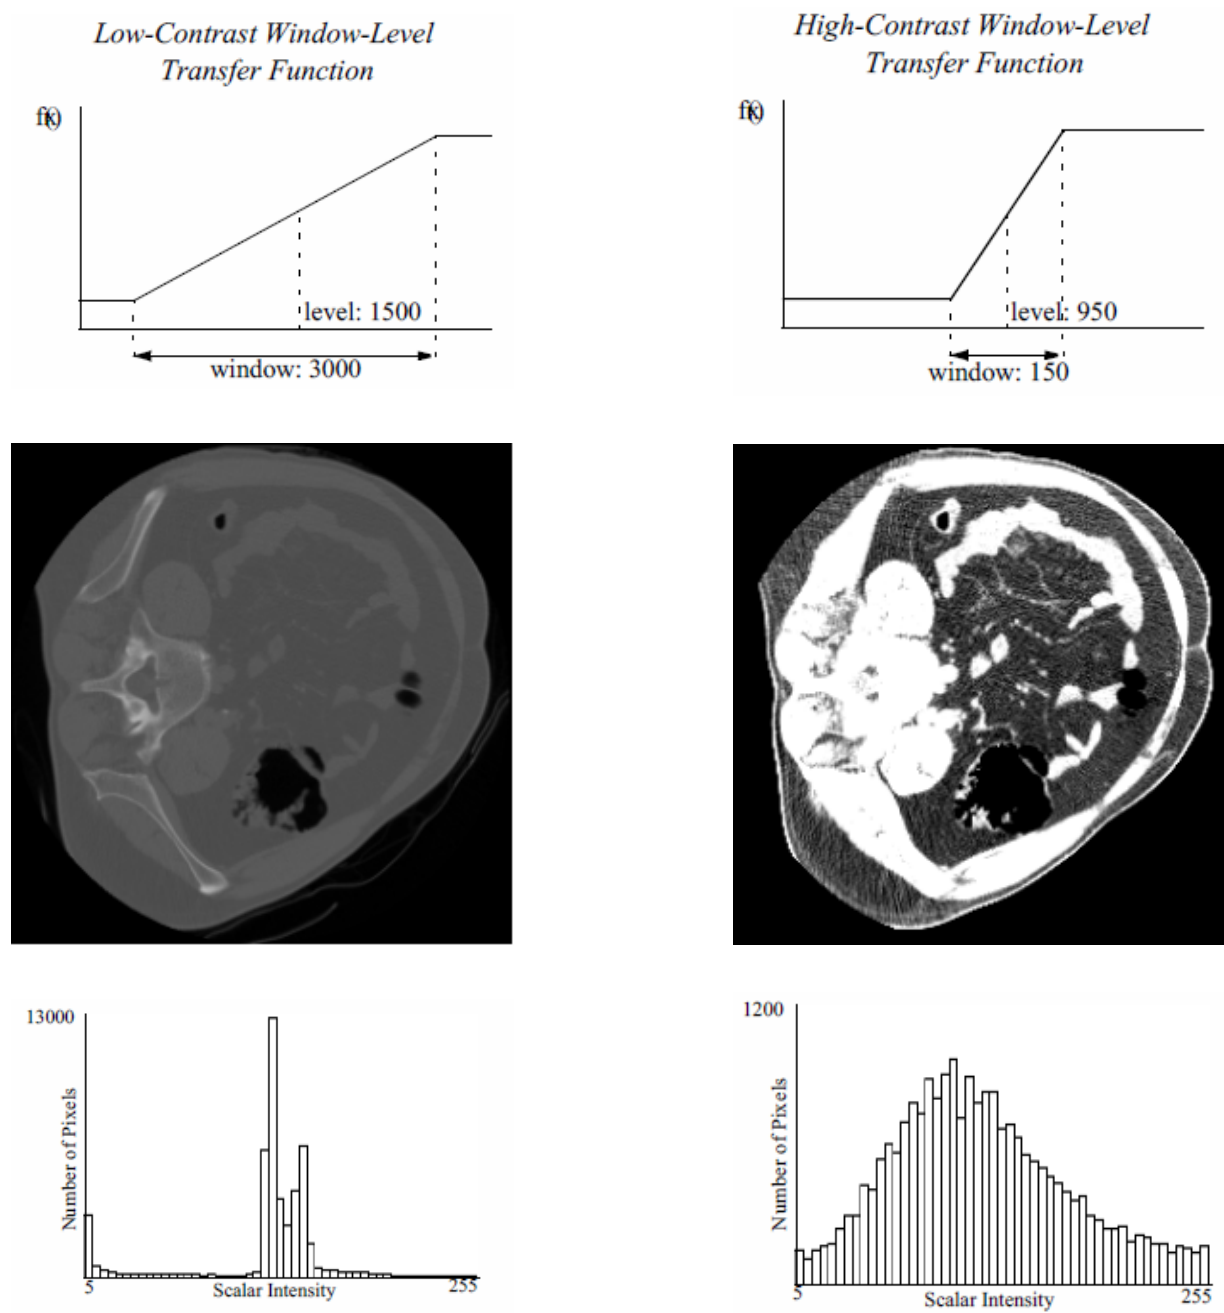 Low-Contrast Window-Level
Transfer Function
level: 1500
window: 3000
High-Contrast Window-Level
Transfer Function
level: 950
window: 150
13000
Number of Pixels
5
Scalar Intensity
255
1200
Number of Pixels
5
Scalar Intensity
255